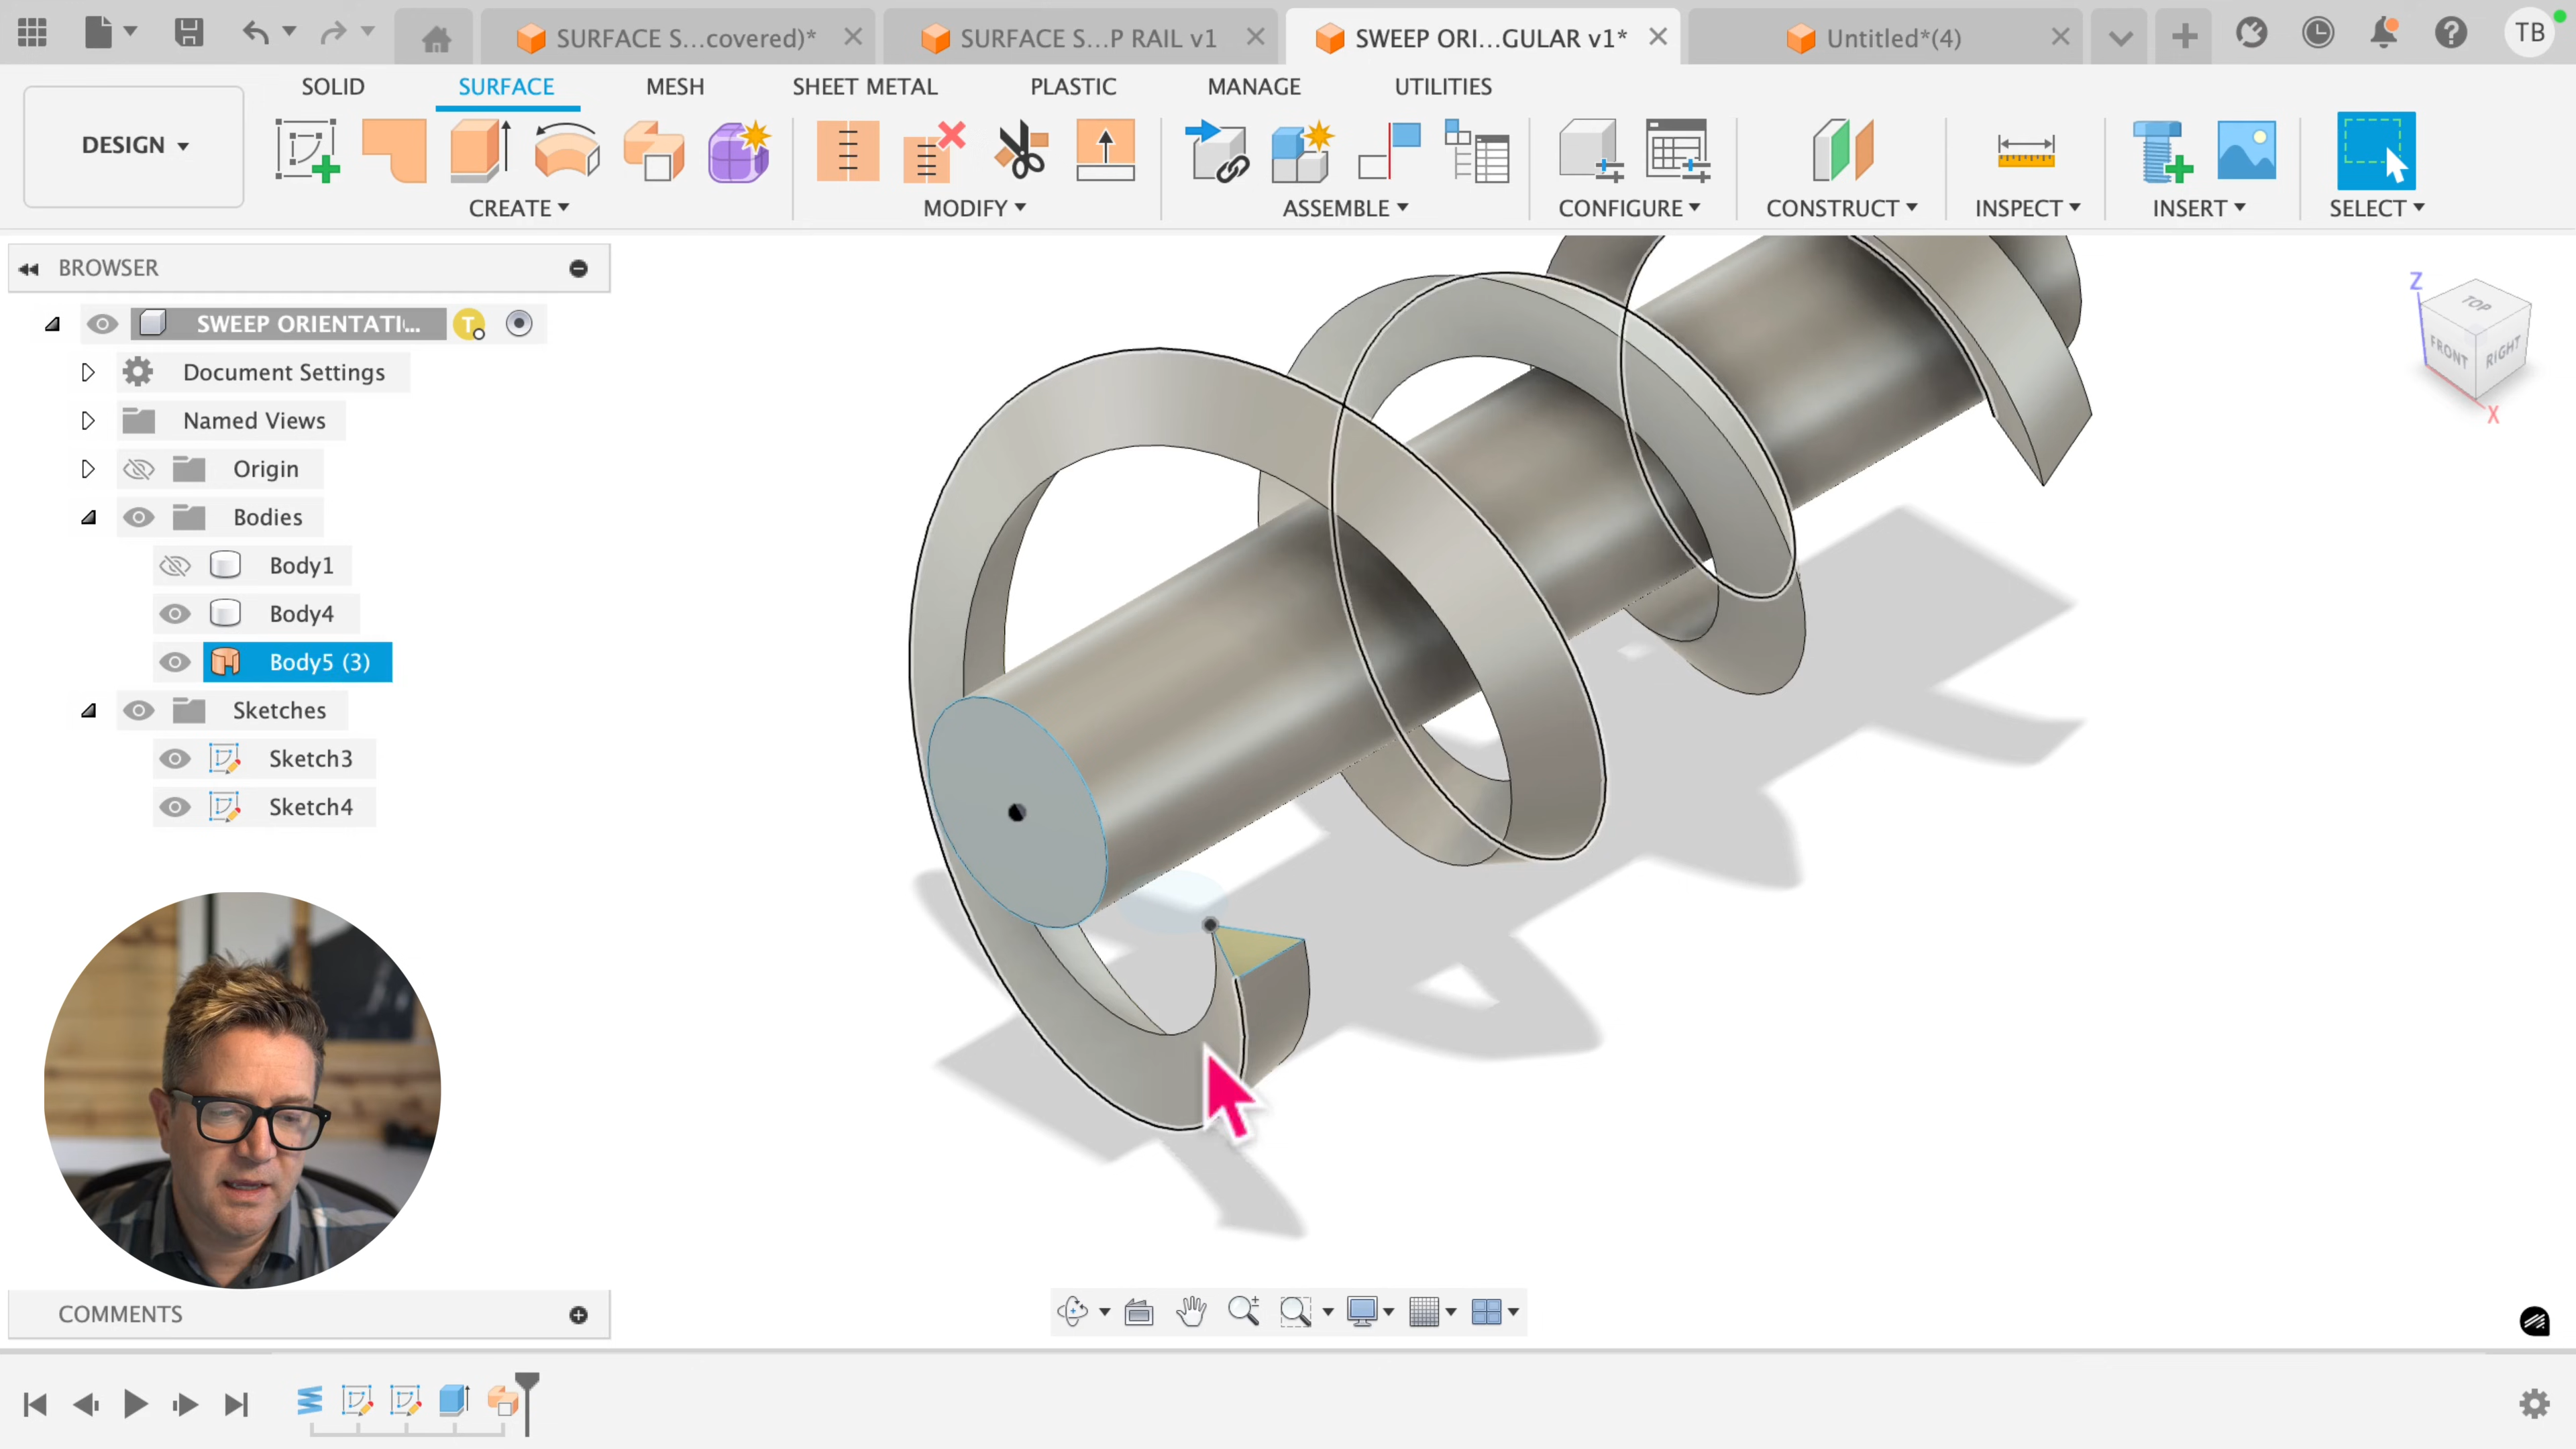 SURFACE S...covered)*
SURFACE S...P RAIL v1
SWEEP ORI...GULAR v1*
Untitled*(4)
TB
SOLID
SURFACE
MESH
SHEET METAL
PLASTIC
MANAGE
UTILITIES
DESIGN
CREATE
MODIFY
ASSEMBLE
CONFIGURE
CONSTRUCT
INSPECT
INSERT
SELECT
BROWSER
SWEEP ORIENTATI...
T
Document Settings
Named Views
Origin
Bodies
Body1
Body4
Body5 (3)
Sketches
Sketch3
Sketch4
Z
TOP
FRONT
RIGHT
X
COMMENTS